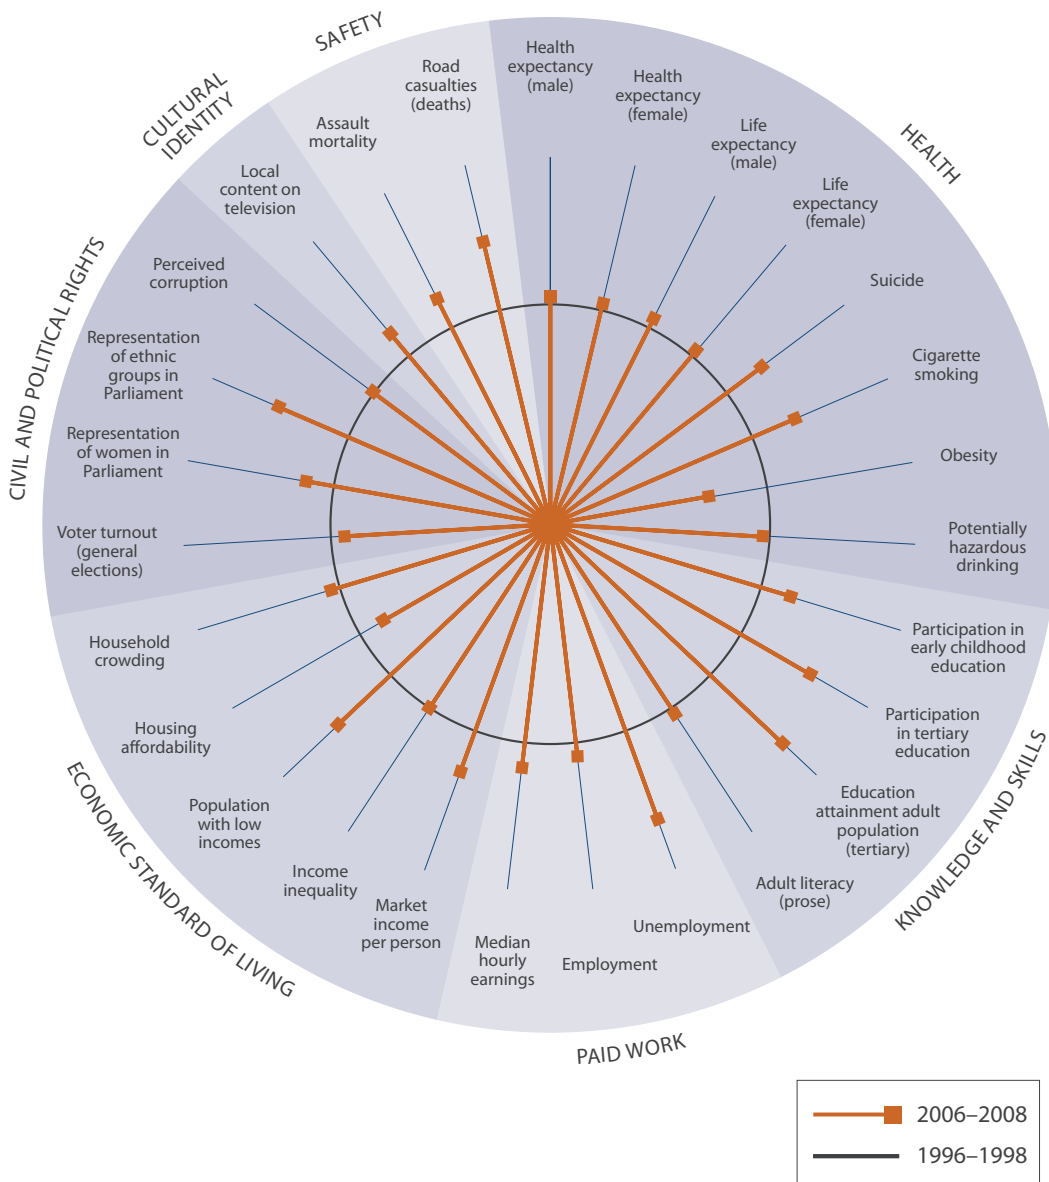 SAFETY
CULTURAL
IDENTITY
CIVIL AND POLITICAL RIGHTS
HEALTH
KNOWLEDGE AND SKILLS
PAID WORK
ECONOMIC STANDARD OF LIVING
Health
expectancy
(male)
Health
expectancy
(female)
Life
expectancy
(male)
Life
expectancy
(female)
Suicide
Cigarette
smoking
Obesity
Potentially
hazardous
drinking
Participation in
early childhood
education
Participation
in tertiary
education
Education
attainment adult
population
(tertiary)
Adult literacy
(prose)
Unemployment
Employment
Median
hourly
earnings
Market
income
per person
Income
inequality
Population
with low
incomes
Housing
affordability
Household
crowding
Voter turnout
(general
elections)
Representation
of women in
Parliament
Representation
of ethnic
groups in
Parliament
Perceived
corruption
Local
content on
television
Assault
mortality
Road
casualties
(deaths)
2006–2008
1996–1998